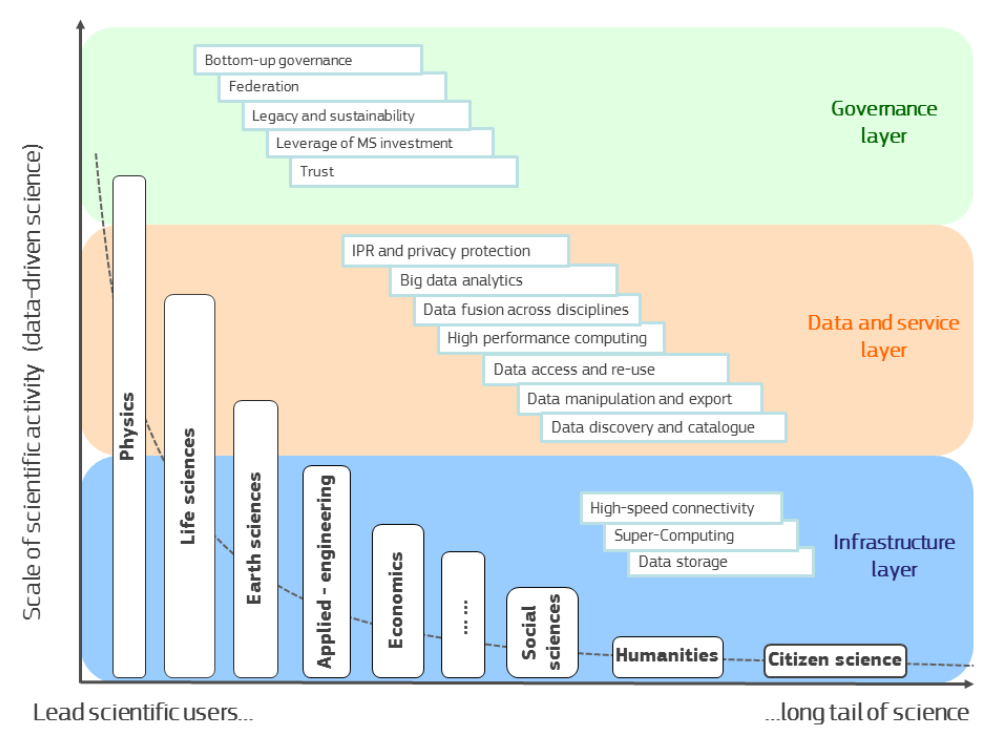 Scale of scientific activity (data-driven science)
Bottom-up governance
Federation
Legacy and sustainability
Leverage of MS investment
Trust
Governance
layer
IPR and privacy protection
Big data analytics
Data fusion across disciplines
High performance computing
Data access and re-use
Data manipulation and export
Data discovery and catalogue
Data and service
layer
High-speed connectivity
Super-Computing
Data storage
Infrastructure
layer
Physics
Life sciences
Earth sciences
Applied - engineering
Economics
... ...
Social
sciences
Humanities
Citizen science
Lead scientific users...
...long tail of science